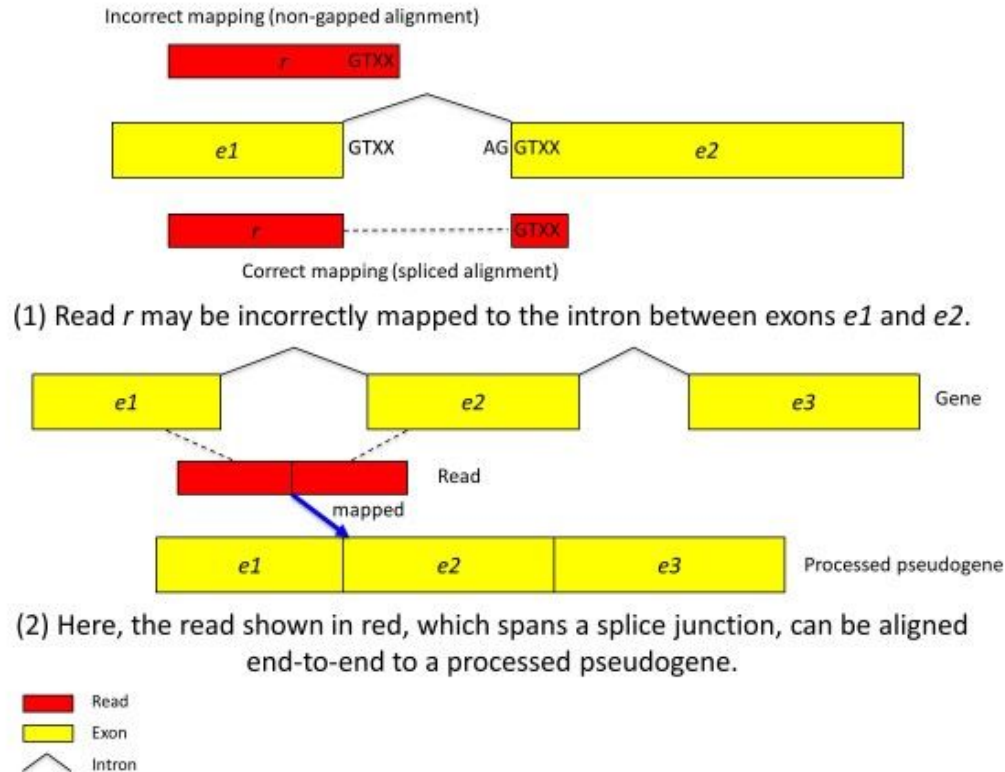 Incorrect mapping (non-gapped alignment)
r GTXX
e1 GTXX AG GTXX e2
r GTXX
Correct mapping (spliced alignment)
(1) Read r may be incorrectly mapped to the intron between exons e1 and e2.
e1 e2 e3 Gene
Read
mapped
e1 e2 e3 Processed pseudogene
(2) Here, the read shown in red, which spans a splice junction, can be aligned
end-to-end to a processed pseudogene.
Read
Exon
Intron